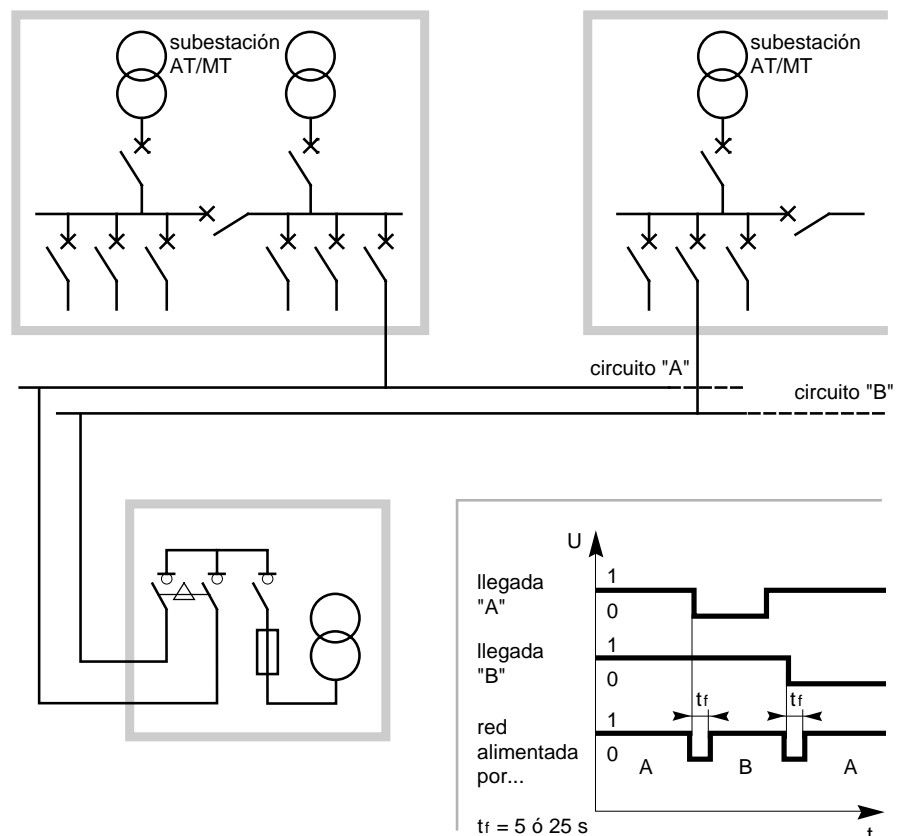 subestación
AT/MT
subestación
AT/MT
circuito "A"
circuito "B"
U
llegada
"A"
1
0
llegada
"B"
1
0
tf
tf
red
alimentada
por...
1
0
A
B
A
tf = 5 ó 25 s
t